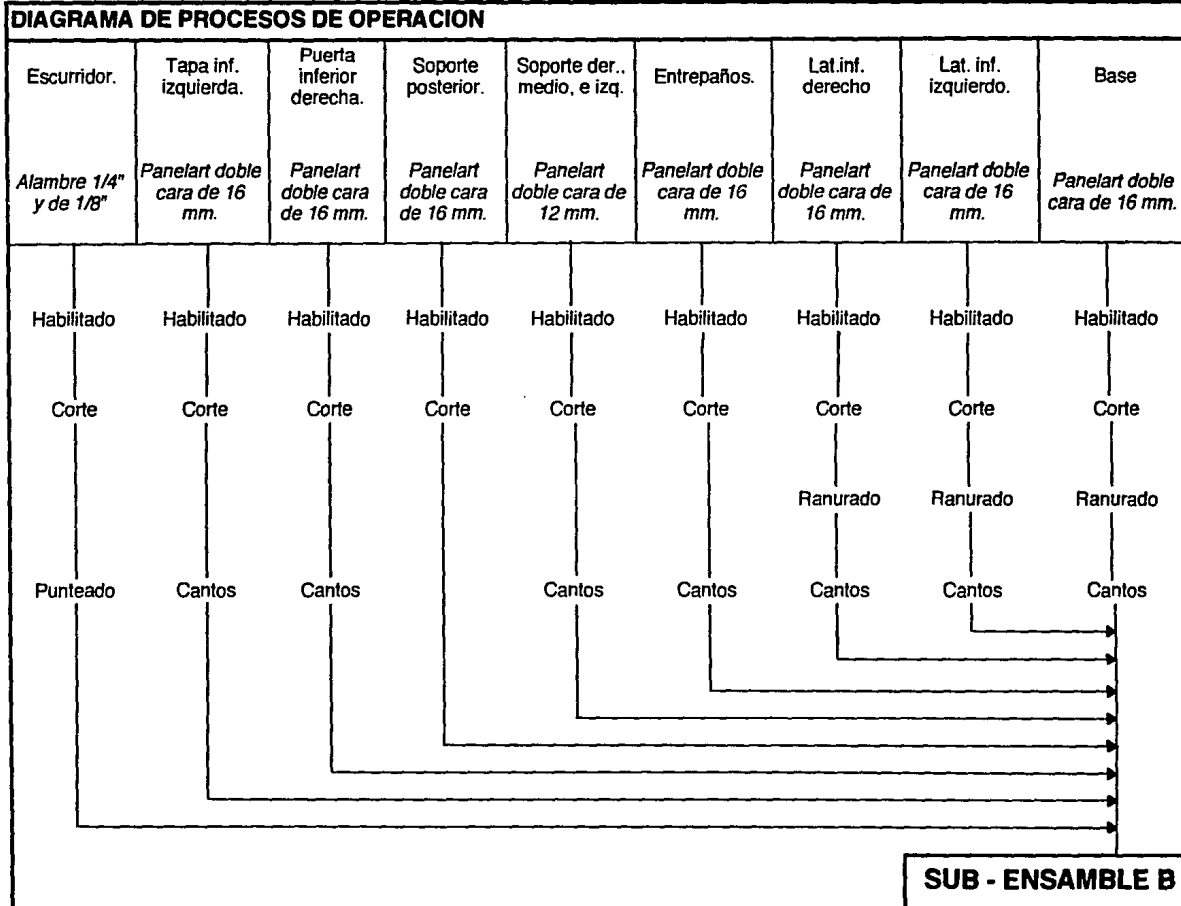 DIAGRAMA DE PROCESOS DE OPERACION
Escurridor.
Alambre 1/4"
y de 1/8"
Tapa inf.
izquierda.
Panelart doble
cara de 16
mm.
Puerta
inferior
derecha.
Panelart
doble cara
de 16 mm.
Soporte
posterior.
Panelart
doble cara
de 16 mm.
Soporte der..
medio, e izq.
Panelart
doble cara de
12 mm.
Entrepaños.
Panelart doble
cara de 16
mm.
Lat.inf.
derecho
Panelart
doble cara de
16 mm.
Lat. inf.
izquierdo.
Panelart doble
cara de 16
mm.
Base
Panelart doble
cara de 16 mm.
Habilitado Habilitado Habilitado Habilitado Habilitado Habilitado Habilitado Habilitado Habilitado
Corte Corte Corte Corte Corte Corte Corte Corte Corte
Ranurado Ranurado Ranurado
Punteado Cantos Cantos Cantos Cantos Cantos Cantos Cantos
SUB - ENSAMBLE B